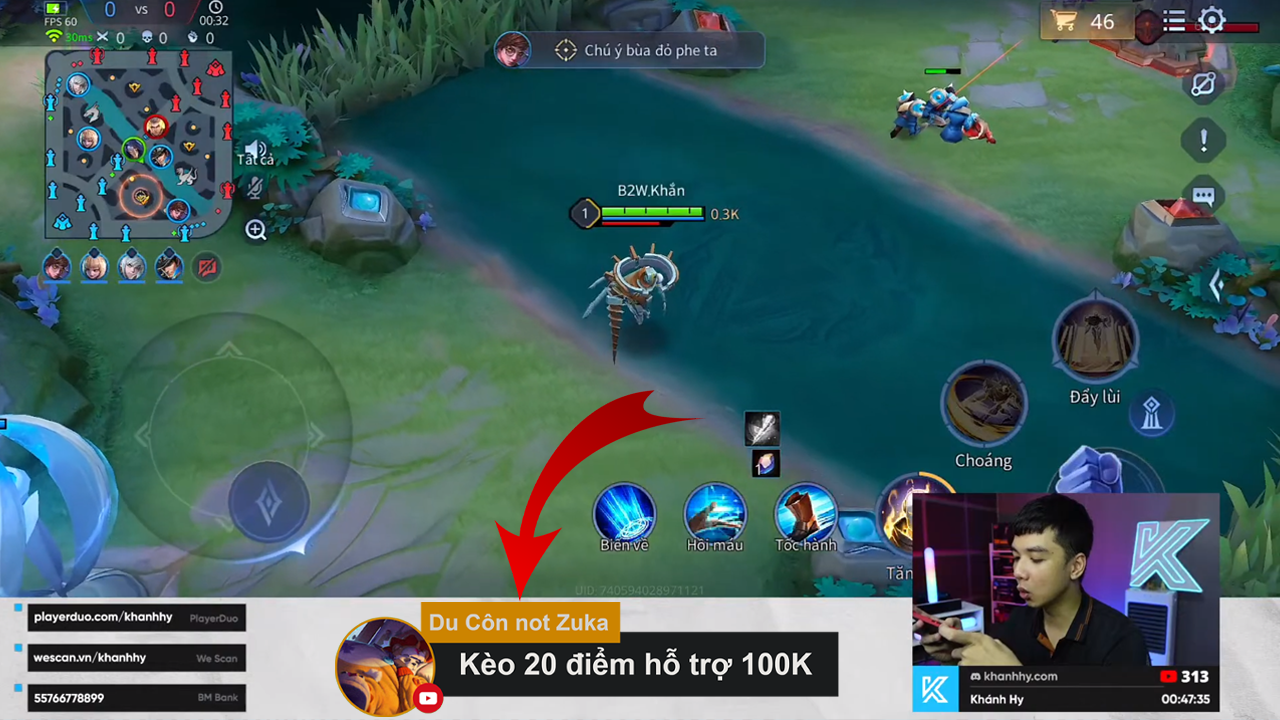 0 vs 0
00:32
FPS 60
30ms
0
0
0
Chú ý bùa đỏ phe ta
46
Tất cả
B2W,Khắn
1
0.3K
Đẩy lùi
Choáng
1
Biến về
Hồi máu
Tốc hành
Tăn
UID:740594028971121
playerduo.com/khanhhy
PlayerDuo
wescan.vn/khanhhy
We Scan
55766778899
BM Bank
Du Côn not Zuka
Kèo 20 điểm hỗ trợ 100K
khanhhy.com
313
Khánh Hy
00:47:35